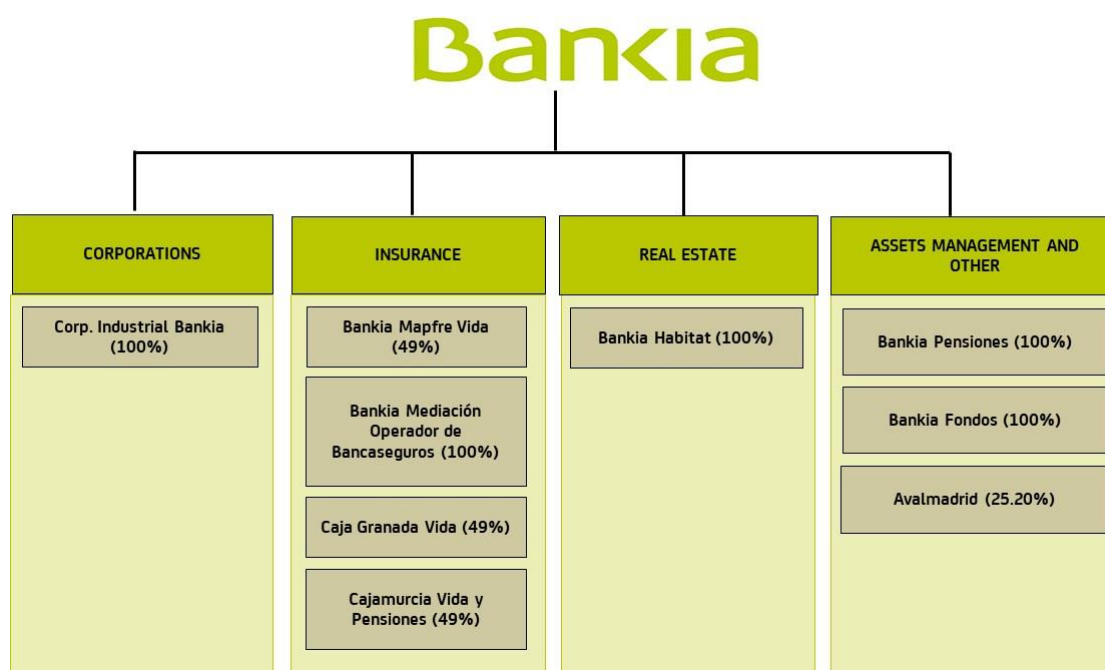 Bankia
CORPORATIONS
Corp. Industrial Bankia
(100%)
INSURANCE
Bankia Mapfre Vida
(49%)
Bankia Mediación
Operador de
Bancaseguros (100%)
Caja Granada Vida (49%)
Cajamurcia Vida y
Pensiones (49%)
REAL ESTATE
Bankia Habitat (100%)
ASSETS MANAGEMENT AND
OTHER
Bankia Pensiones (100%)
Bankia Fondos (100%)
Avalmadrid (25.20%)